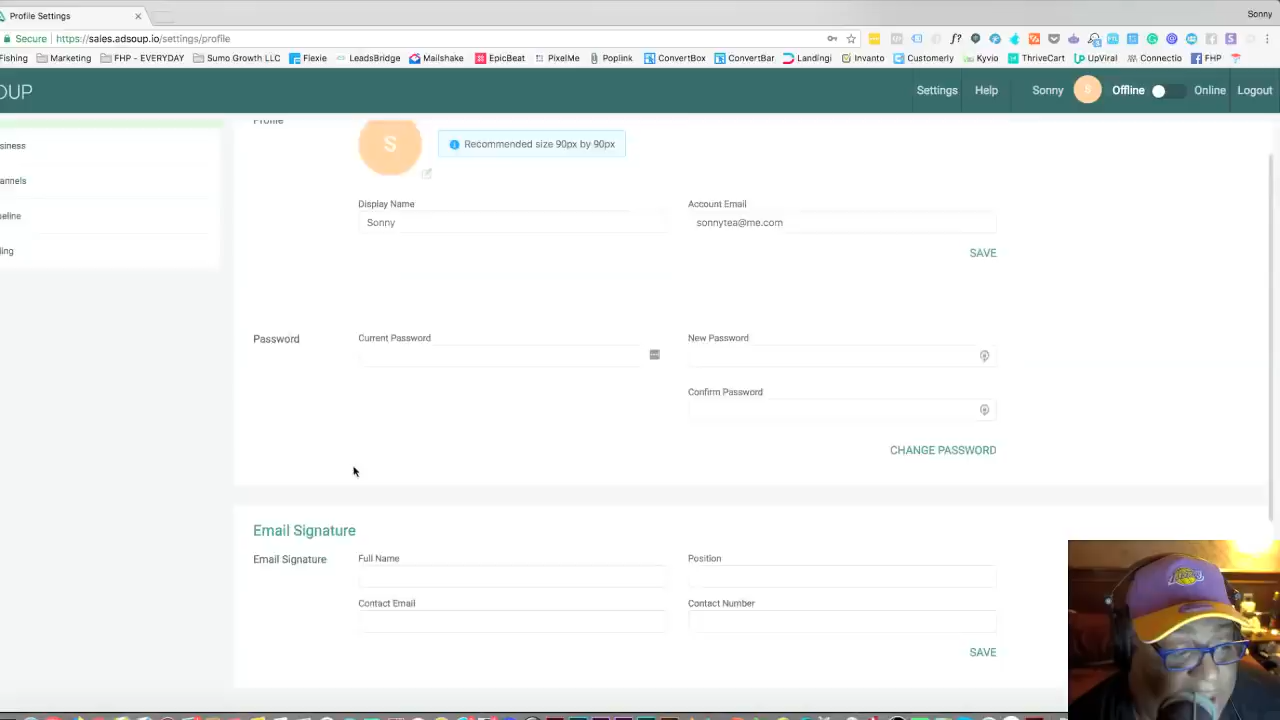 Profile Settings
Sonny
Secure https://sales.adsoup.io/settings/profile
Fishing Marketing FHP - EVERYDAY Sumo Growth LLC Flexie LeadsBridge Mailshake EpicBeat PixelMe Poplink ConvertBox ConvertBar Landingi Invanto Customerly Kyvio ThriveCart UpViral Connectio FHP
OUP Settings Help Sonny S Offline Online Logout
siness
annels
eline
ling
Profile
S
Recommended size 90px by 90px
Display Name Account Email
Sonny sonnytea@me.com
SAVE
Password Current Password New Password
Confirm Password
CHANGE PASSWORD
Email Signature
Email Signature Full Name Position
Contact Email Contact Number
SAVE